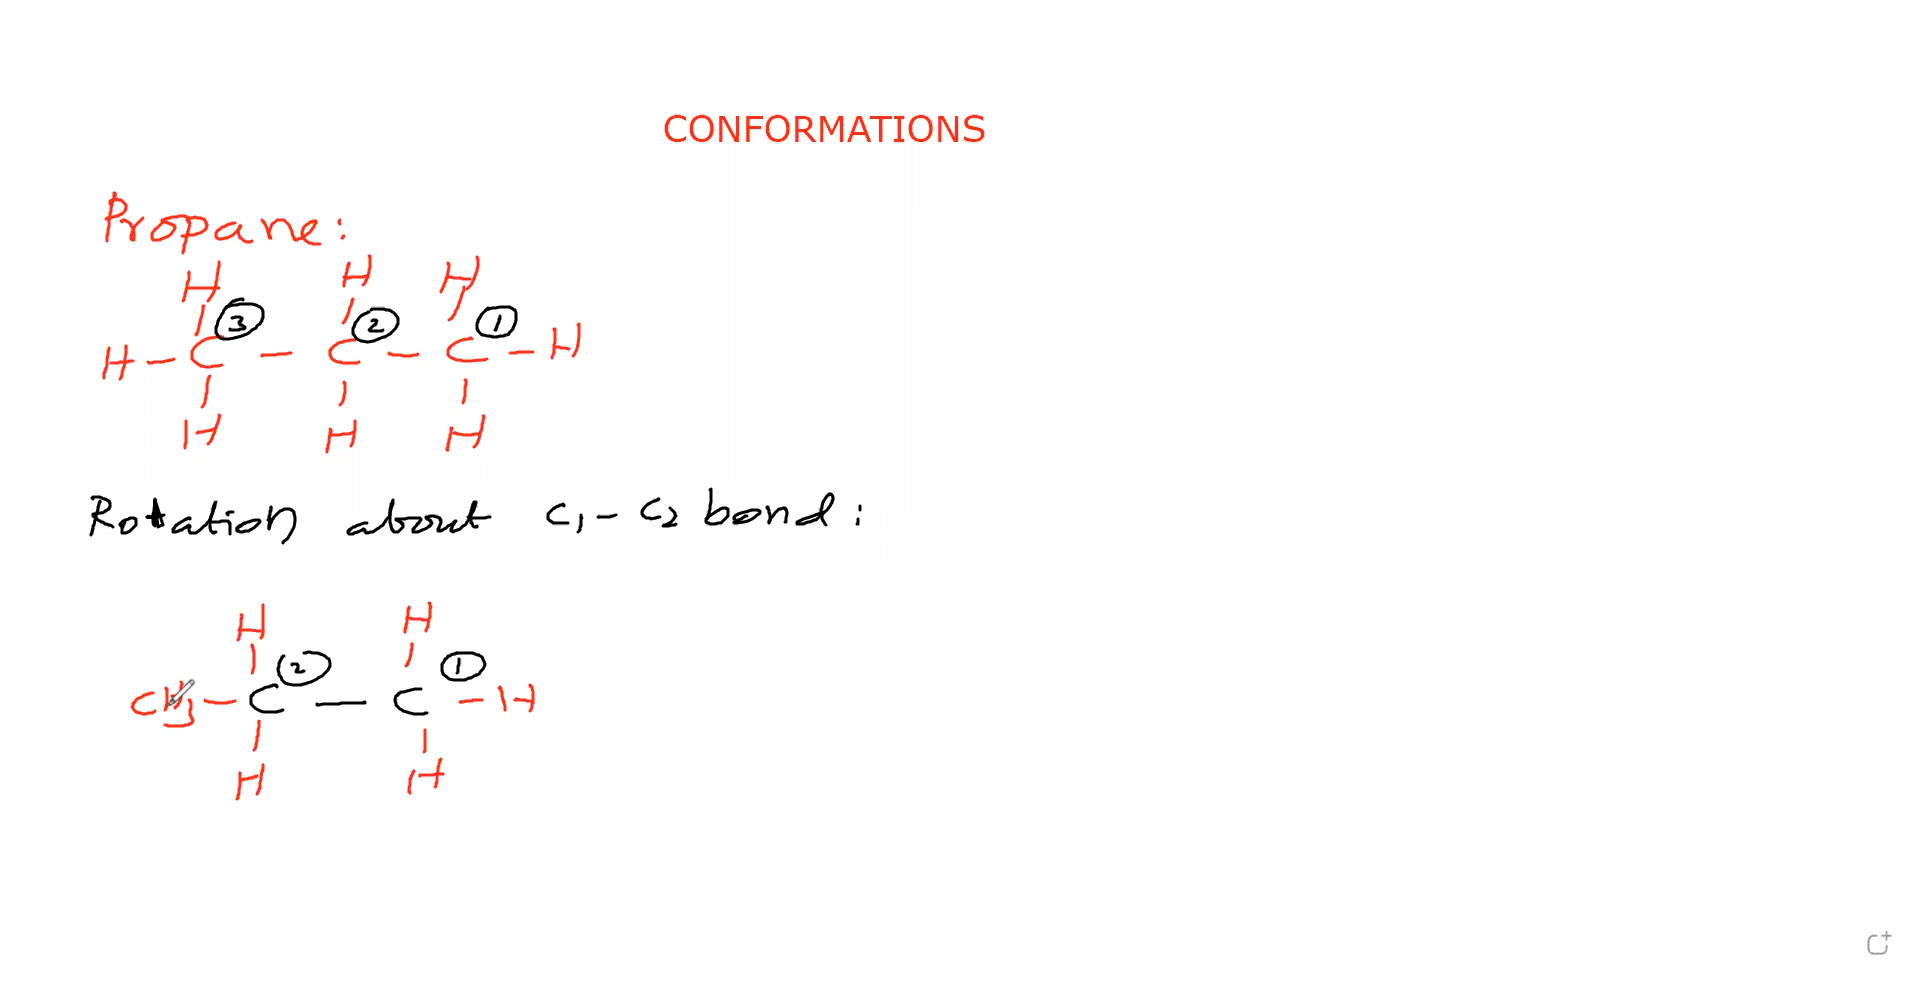 CONFORMATIONS
Propane:
H H H
3 2 1
H - C - C - C - H
H H H
Rotation about C1 - C2 bond:
H H
2 1
CH3 - C - C - H
H H